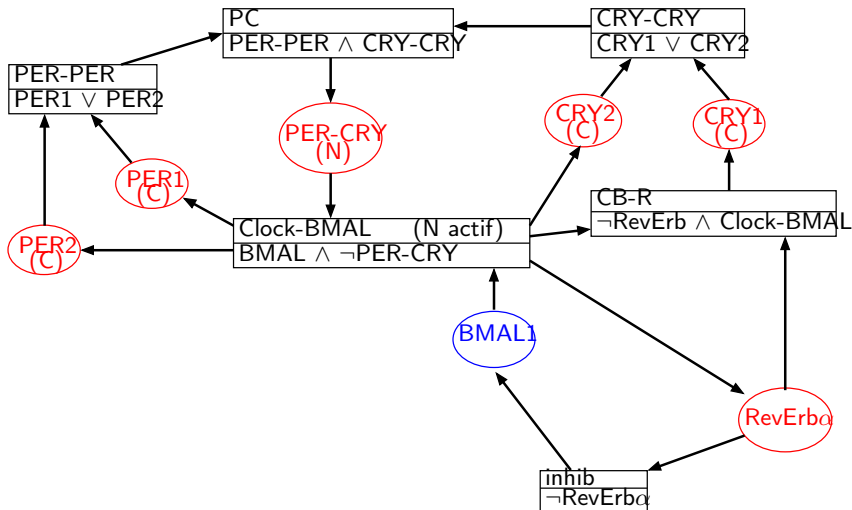 PC
PER-PER ∧ CRY-CRY
CRY-CRY
CRY1 ∨ CRY2
PER-PER
PER1 ∨ PER2
PER-CRY
(N)
CRY2
(C)
CRY1
(C)
PER1
(C)
CB-R
¬RevErb ∧ Clock-BMAL
Clock-BMAL (N actif)
BMAL ∧ ¬PER-CRY
PER2
(C)
BMAL1
RevErbα
inhib
¬RevErbα